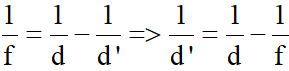 1/f = 1/d - 1/d' => 1/d' = 1/d - 1/f